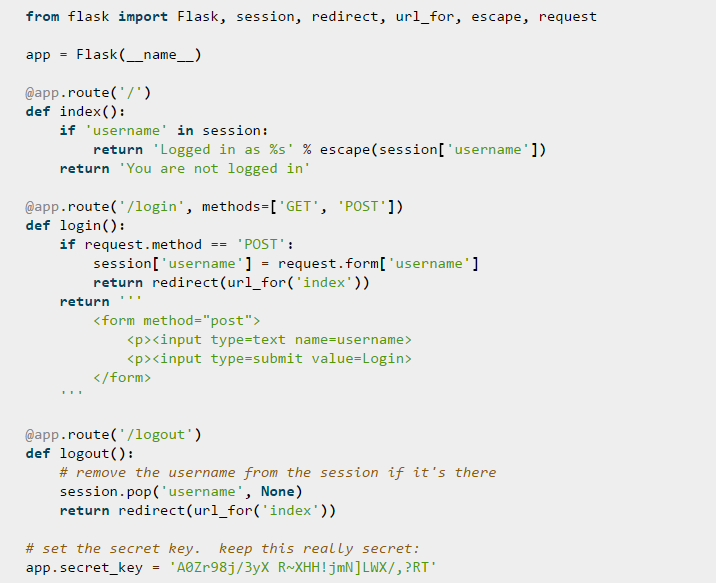 from flask import Flask, session, redirect, url_for, escape, request

app = Flask(__name__)

@app.route('/')
def index():
    if 'username' in session:
        return 'Logged in as %s' % escape(session['username'])
    return 'You are not logged in'

@app.route('/login', methods=['GET', 'POST'])
def login():
    if request.method == 'POST':
        session['username'] = request.form['username']
        return redirect(url_for('index'))
    return '''
        <form method="post">
            <p><input type=text name=username>
            <p><input type=submit value=Login>
        </form>
    '''

@app.route('/logout')
def logout():
    # remove the username from the session if it's there
    session.pop('username', None)
    return redirect(url_for('index'))

# set the secret key.  keep this really secret:
app.secret_key = 'A0Zr98j/3yX R~XHH!jmN]LWX/,?RT'